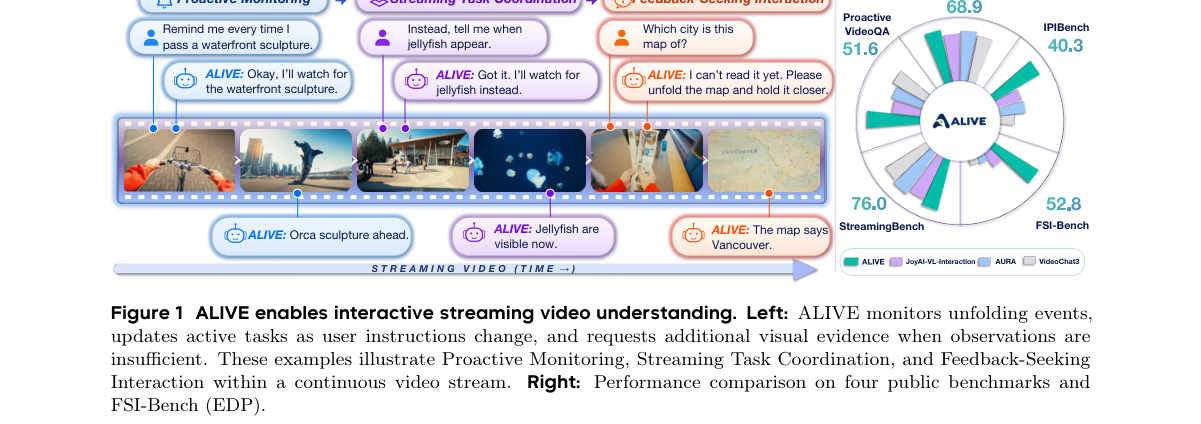 Proactive Monitoring
Streaming Task Coordination
Feedback-Seeking Interaction
Remind me every time I
pass a waterfront sculpture.
Instead, tell me when
jellyfish appear.
Which city is this
map of?
ALIVE: Okay, I'll watch for
the waterfront sculpture.
ALIVE: Got it. I'll watch for
jellyfish instead.
ALIVE: I can't read it yet. Please
unfold the map and hold it closer.
VANCOUVER
ALIVE: Orca sculpture ahead.
ALIVE: Jellyfish are
visible now.
ALIVE: The map says
Vancouver.
STREAMING VIDEO (TIME →)
68.9
Proactive
VideoQA
51.6
IPIBench
40.3
ALIVE
76.0
StreamingBench
52.8
FSI-Bench
ALIVE
JoyAI-VL-Interaction
AURA
VideoChat3
Figure 1 ALIVE enables interactive streaming video understanding. Left: ALIVE monitors unfolding events,
updates active tasks as user instructions change, and requests additional visual evidence when observations are
insufficient. These examples illustrate Proactive Monitoring, Streaming Task Coordination, and Feedback-Seeking
Interaction within a continuous video stream. Right: Performance comparison on four public benchmarks and
FSI-Bench (EDP).